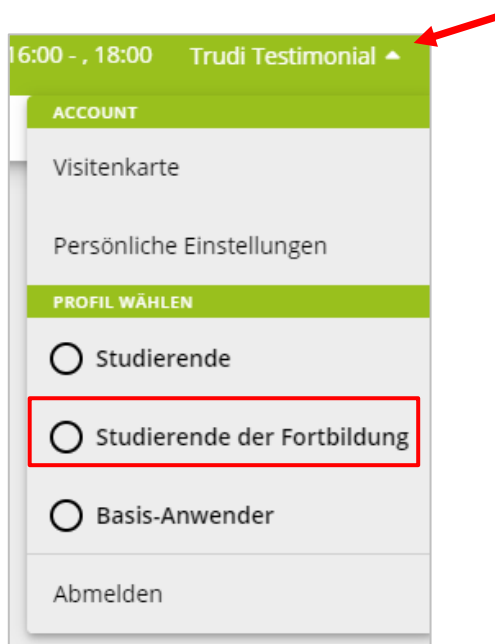 16:00 - , 18:00 Trudi Testimonial
ACCOUNT
Visitenkarte
Persönliche Einstellungen
PROFIL WÄHLEN
Studierende
Studierende der Fortbildung
Basis-Anwender
Abmelden